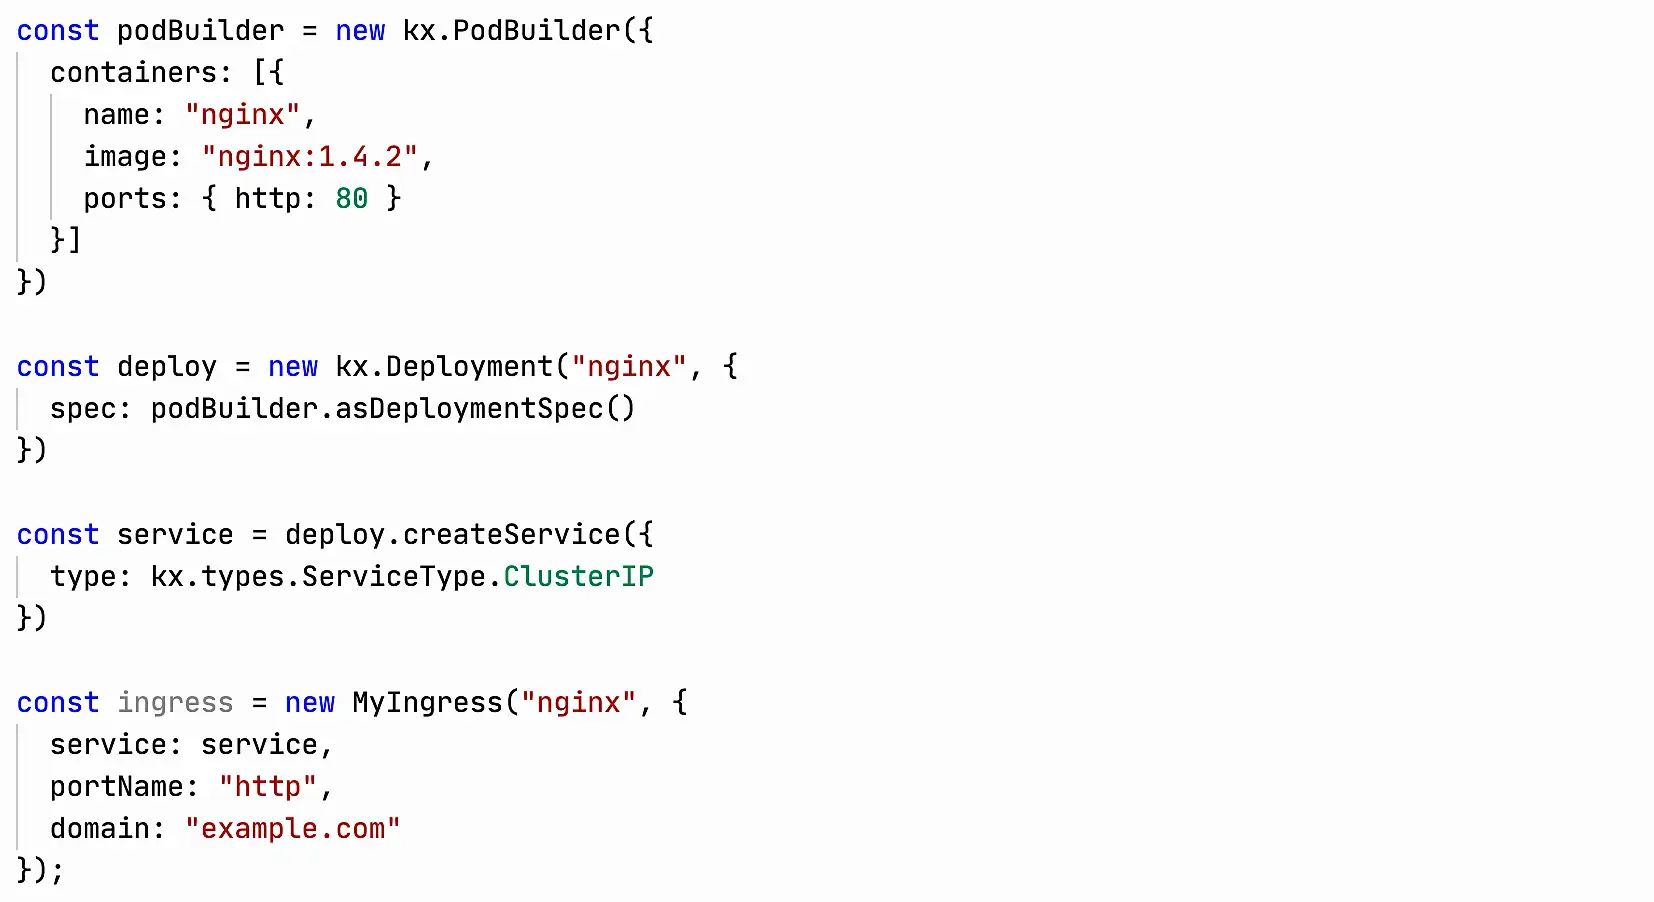 const podBuilder = new kx.PodBuilder({
  containers: [{
    name: "nginx",
    image: "nginx:1.4.2",
    ports: { http: 80 }
  }]
})

const deploy = new kx.Deployment("nginx", {
  spec: podBuilder.asDeploymentSpec()
})

const service = deploy.createService({
  type: kx.types.ServiceType.ClusterIP
})

const ingress = new MyIngress("nginx", {
  service: service,
  portName: "http",
  domain: "example.com"
});